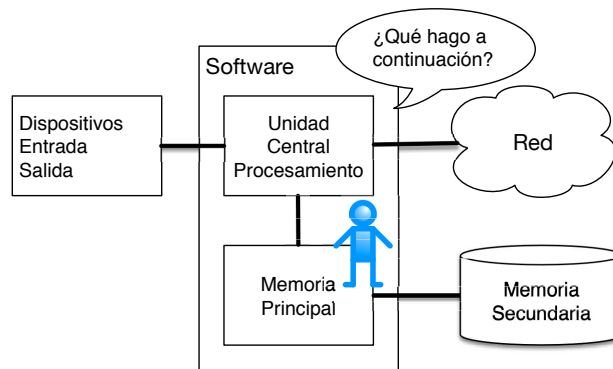 ¿Qué hago a
continuación?
Software
Dispositivos
Entrada
Salida
Unidad
Central
Procesamiento
Red
Memoria
Principal
Memoria
Secundaria